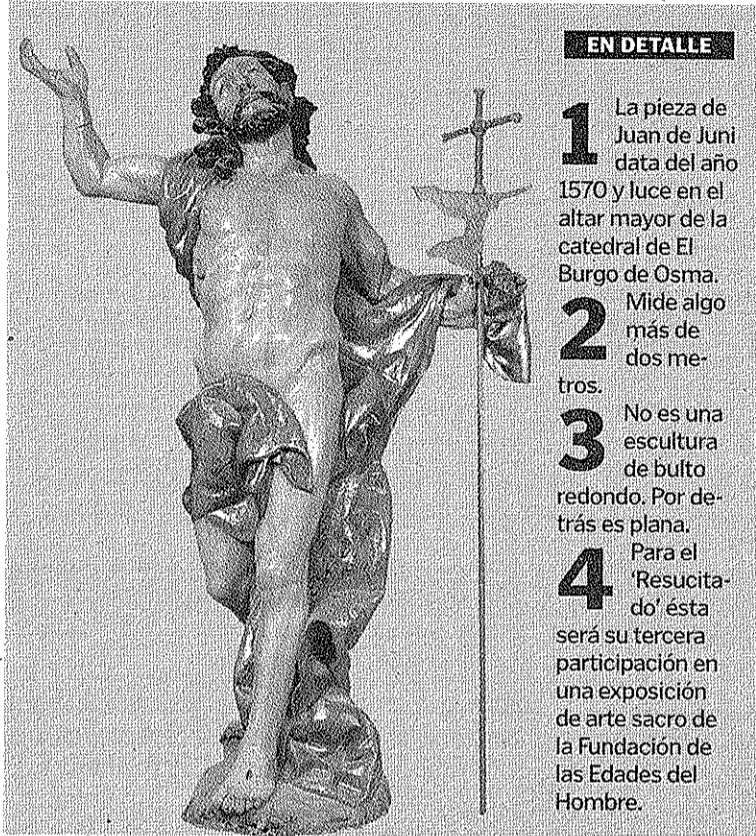 EN DETALLE
1 La pieza de
Juan de Juni
data del año
1570 y luce en el
altar mayor de la
catedral de El
Burgo de Osma.
2 Mide algo
más de
dos me-
tros.
3 No es una
escultura
de bulto
redondo. Por de-
trás es plana.
4 Para el
‘Resucita-
do’ ésta
será su tercera
participación en
una exposición
de arte sacro de
la Fundación de
las Edades del
Hombre.